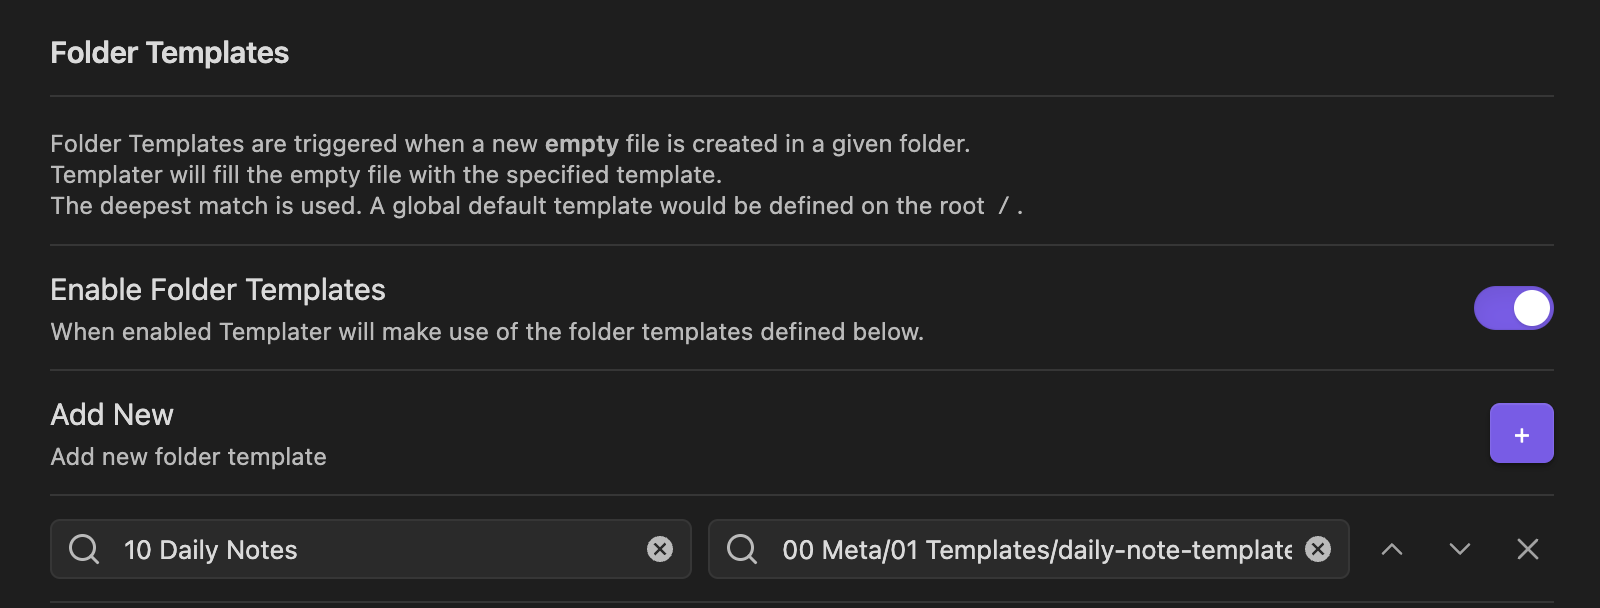 Folder Templates
Folder Templates are triggered when a new empty file is created in a given folder.
Templater will fill the empty file with the specified template.
The deepest match is used. A global default template would be defined on the root / .
Enable Folder Templates
When enabled Templater will make use of the folder templates defined below.
Add New
+
Add new folder template
10 Daily Notes
00 Meta/01 Templates/daily-note-template